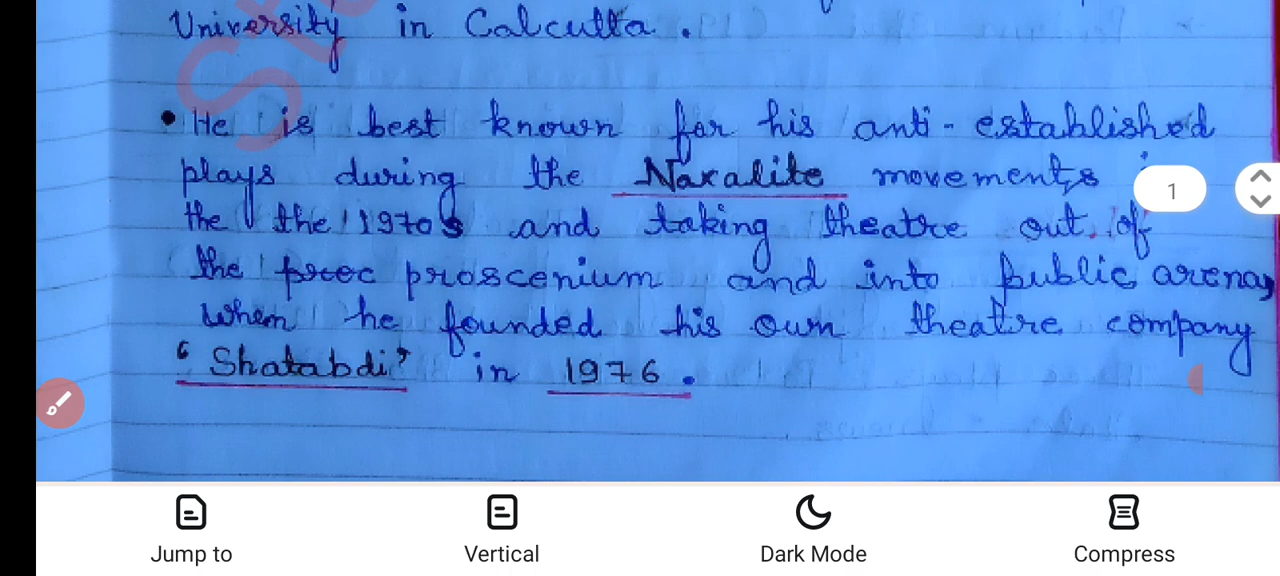 University in Calcutta.
• He is best known for his anti-established
plays during the Naxalite movements
the the 1970s and taking theatre out of
the proc proscenium and into public arena,
when he founded his own theatre company
‘Shatabdi’ in 1976.
1
Jump to
Vertical
Dark Mode
Compress